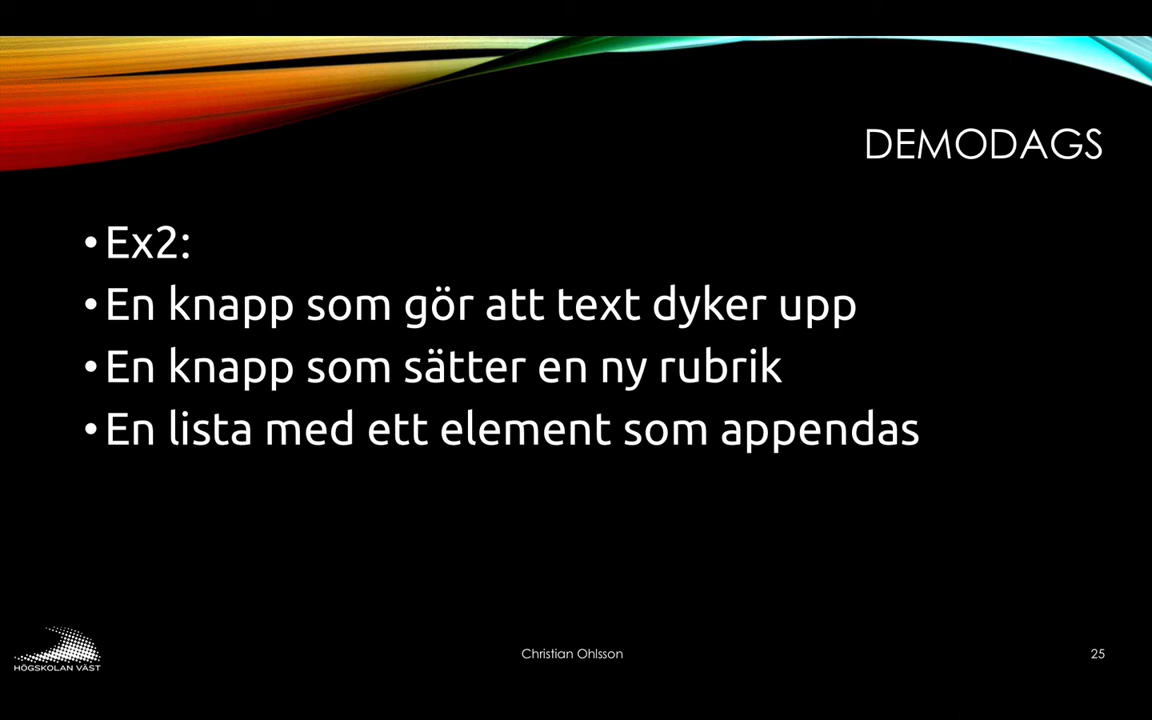 DEMODAGS
•Ex2:
•En knapp som gör att text dyker upp
•En knapp som sätter en ny rubrik
•En lista med ett element som appendas
HÖGSKOLAN VÄST
Christian Ohlsson
25